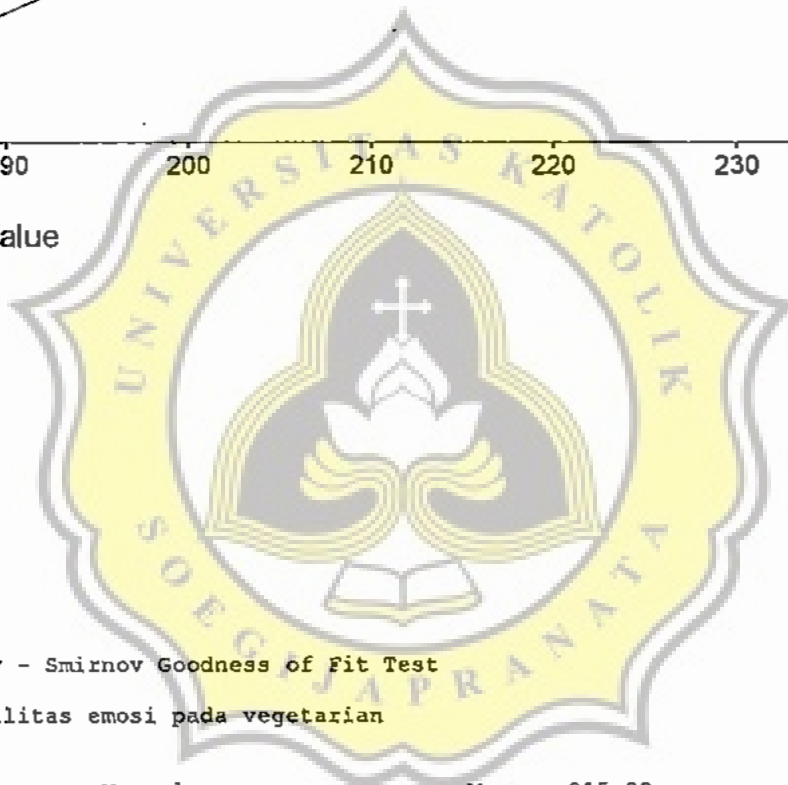 90 200 210 220 230
alue
UNIVERSITAS KATOLIK
SOEGIJAPRANATA
- Smirnov Goodness of Fit Test
litas emosi pada vegetarian